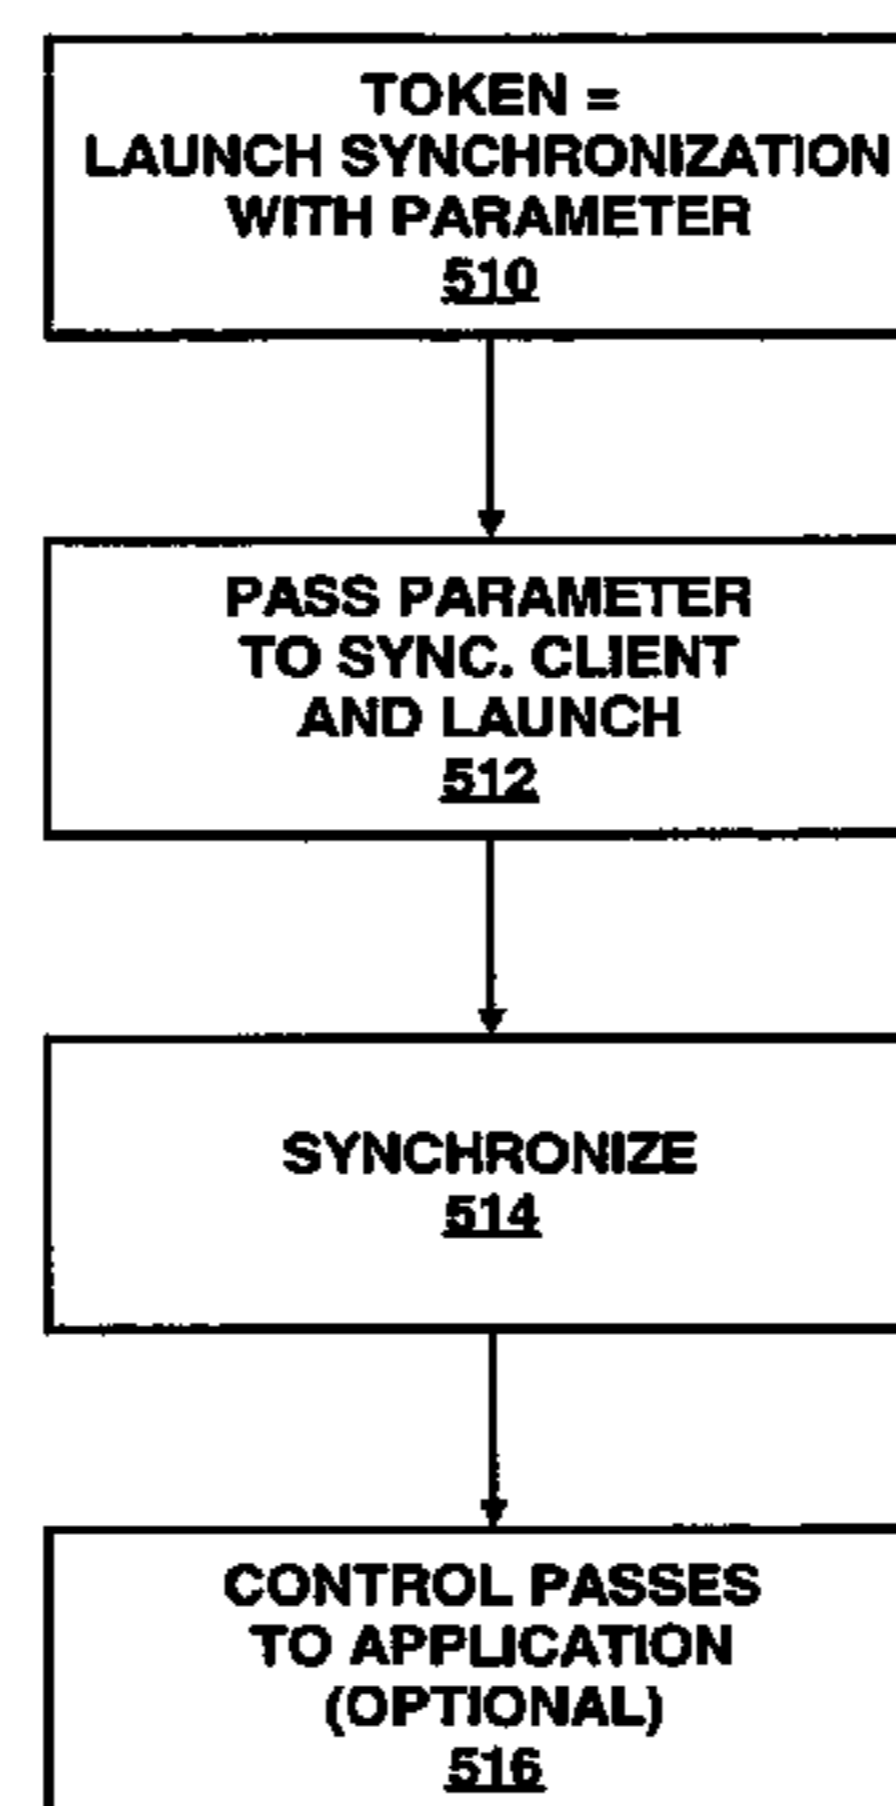 TOKEN =
LAUNCH SYNCHRONIZATION
WITH PARAMETER
510
PASS PARAMETER
TO SYNC. CLIENT
AND LAUNCH
512
SYNCHRONIZE
514
CONTROL PASSES
TO APPLICATION
(OPTIONAL)
516